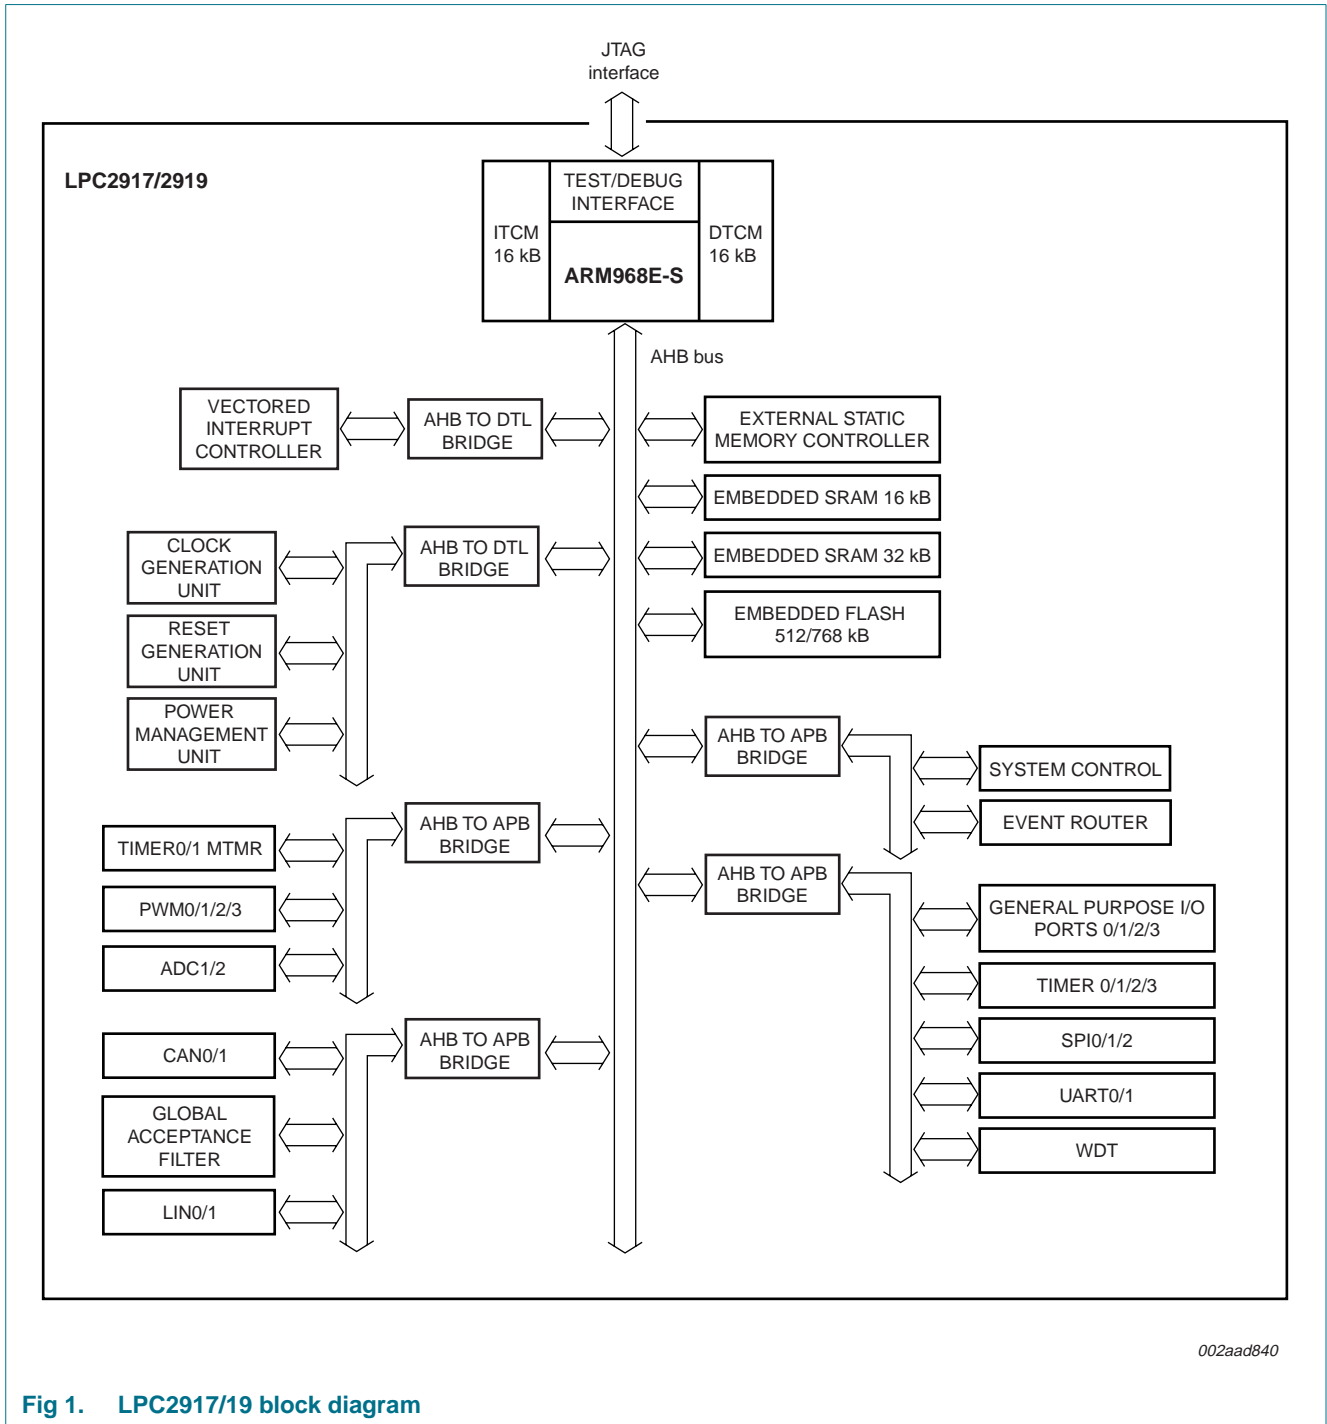 JTAG
interface
LPC2917/2919
TEST/DEBUG
INTERFACE
ITCM
16 kB
DTCM
16 kB
ARM968E-S
AHB bus
VECTORED
INTERRUPT
CONTROLLER
AHB TO DTL
BRIDGE
EXTERNAL STATIC
MEMORY CONTROLLER
EMBEDDED SRAM 16 kB
CLOCK
GENERATION
UNIT
AHB TO DTL
BRIDGE
EMBEDDED SRAM 32 kB
EMBEDDED FLASH
512/768 kB
RESET
GENERATION
UNIT
POWER
MANAGEMENT
UNIT
AHB TO APB
BRIDGE
SYSTEM CONTROL
EVENT ROUTER
TIMER0/1 MTMR
AHB TO APB
BRIDGE
PWM0/1/2/3
ADC1/2
AHB TO APB
BRIDGE
GENERAL PURPOSE I/O
PORTS 0/1/2/3
TIMER 0/1/2/3
SPI0/1/2
UART0/1
WDT
CAN0/1
AHB TO APB
BRIDGE
GLOBAL
ACCEPTANCE
FILTER
LIN0/1
002aad840
Fig 1. LPC2917/19 block diagram